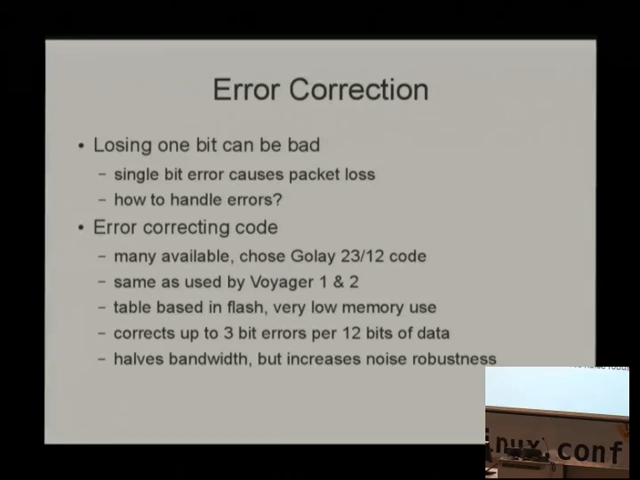 Error Correction
• Losing one bit can be bad
– single bit error causes packet loss
– how to handle errors?
• Error correcting code
– many available, chose Golay 23/12 code
– same as used by Voyager 1 & 2
– table based in flash, very low memory use
– corrects up to 3 bit errors per 12 bits of data
– halves bandwidth, but increases noise robustness
inux.conf